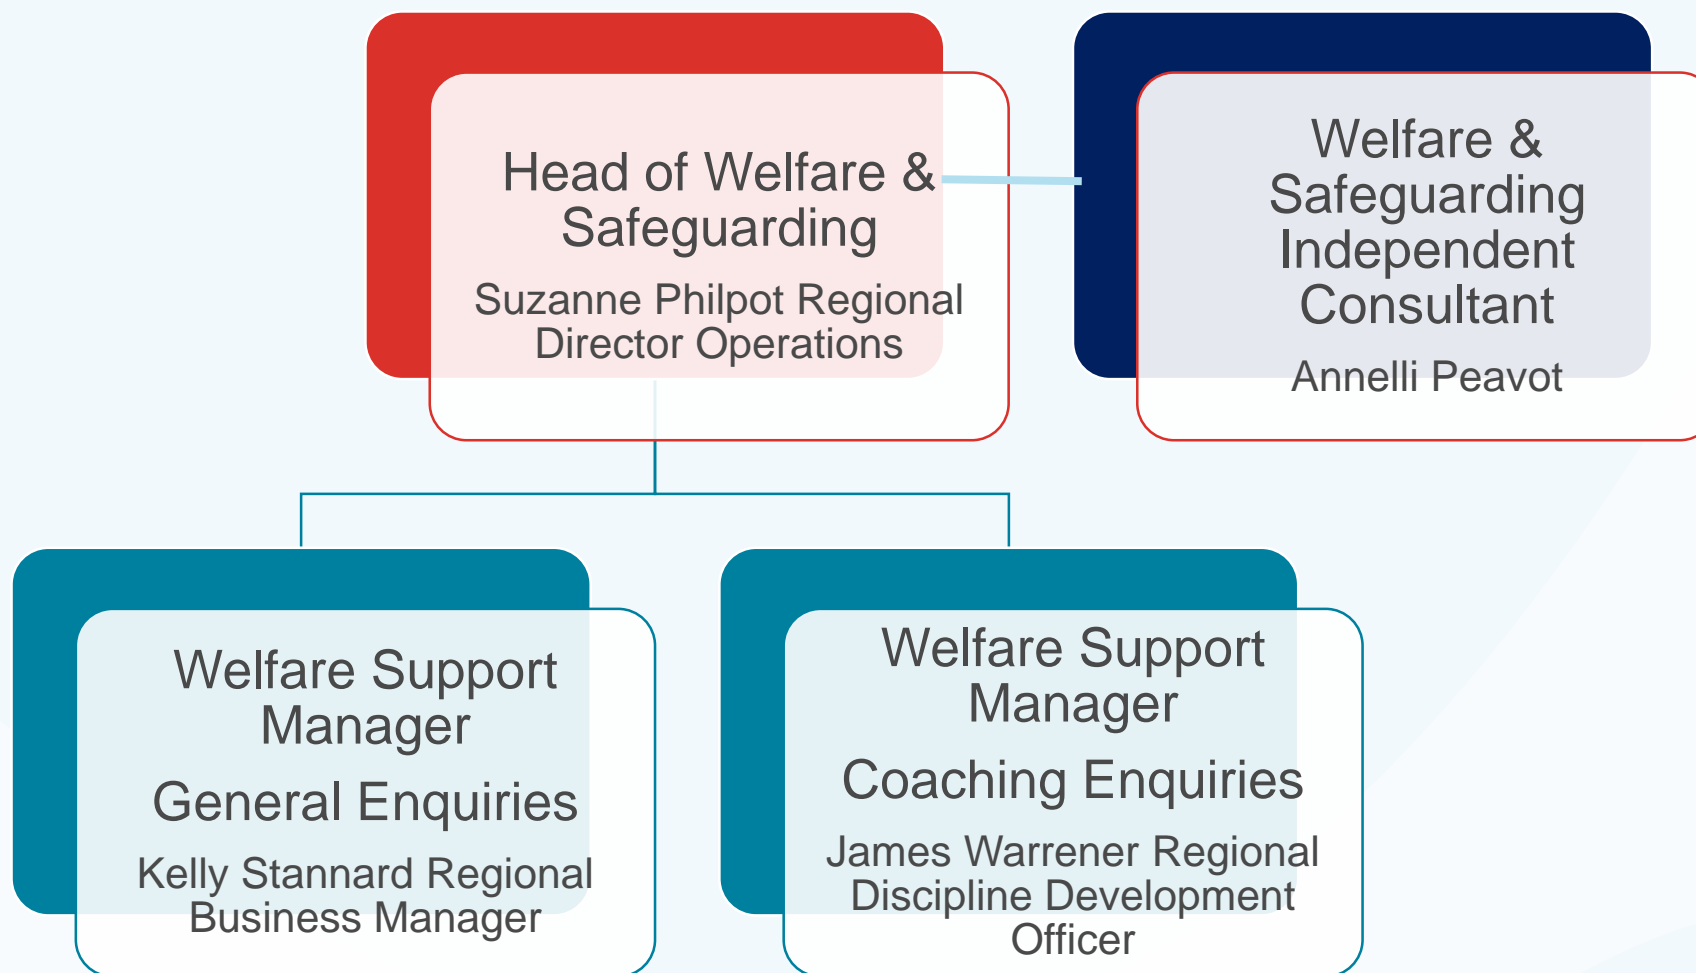 Head of Welfare &
Safeguarding
Suzanne Philpot Regional
Director Operations
Welfare &
Safeguarding
Independent
Consultant
Annelli Peavot
Welfare Support
Manager
General Enquiries
Kelly Stannard Regional
Business Manager
Welfare Support
Manager
Coaching Enquiries
James Warrener Regional
Discipline Development
Officer